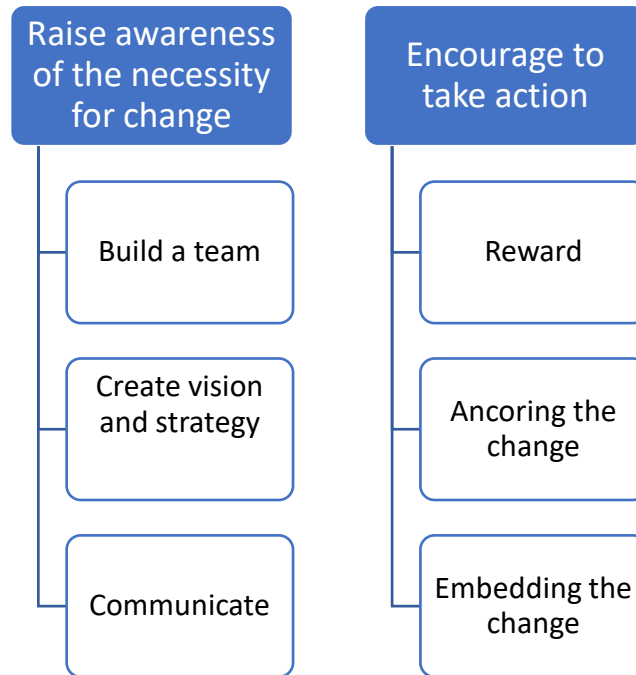 Raise awareness
of the necessity
for change
Build a team
Create vision
and strategy
Communicate
Encourage to
take action
Reward
Ancoring the
change
Embedding the
change